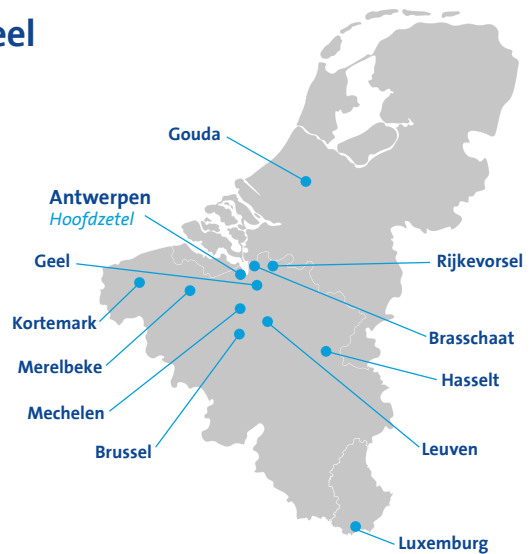 eel
Gouda
Antwerpen
Hoofdzetel
Geel
Rijkevorsel
Kortemark
Brasschaat
Merelbeke
Hasselt
Mechelen
Brussel
Leuven
Luxemburg